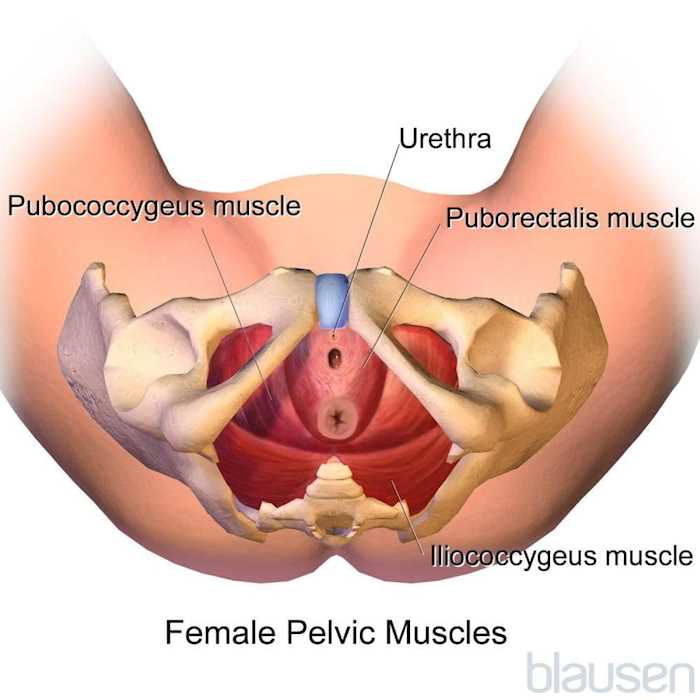 Urethra
Pubococcygeus muscle
Puborectalis muscle
Iliococcygeus muscle
Female Pelvic Muscles
blausen